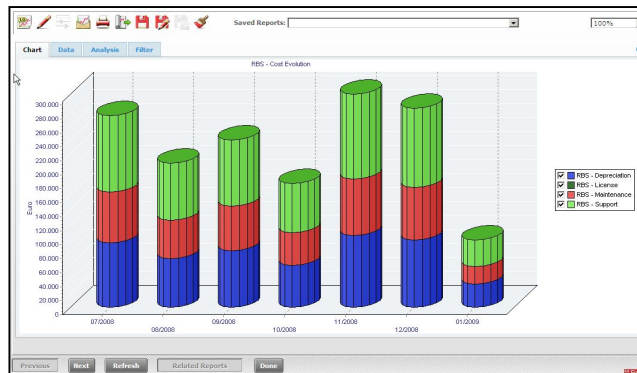 Saved Reports:
100%
Chart Data Analysis Filter
RBS - Cost Evolution
300.000
280.000
260.000
240.000
220.000
200.000
180.000
160.000
140.000
120.000
100.000
80.000
60.000
40.000
20.000
0
Euro
07/2008
08/2008
09/2008
10/2008
11/2008
12/2008
01/2009
RBS - Depreciation
RBS - License
RBS - Maintenance
RBS - Support
Previous Next Refresh Related Reports Done